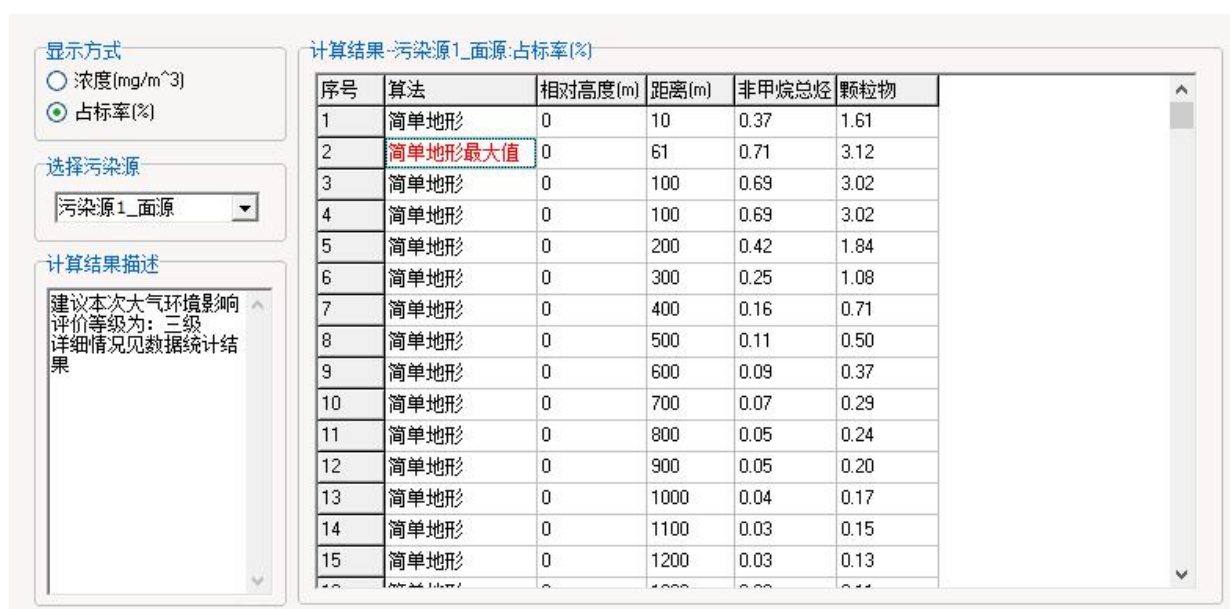 显示方式
浓度(mg/m^3)
占标率(%)
选择污染源
污染源1_面源
计算结果描述
建议本次大气环境影响
评价等级为：三级
详细情况见数据统计结
果
计算结果-污染源1_面源:占标率(%)
序号 算法 相对高度(m) 距离(m) 非甲烷总烃 颗粒物
1 简单地形 0 10 0.37 1.61
2 简单地形最大值 0 61 0.71 3.12
3 简单地形 0 100 0.69 3.02
4 简单地形 0 100 0.69 3.02
5 简单地形 0 200 0.42 1.84
6 简单地形 0 300 0.25 1.08
7 简单地形 0 400 0.16 0.71
8 简单地形 0 500 0.11 0.50
9 简单地形 0 600 0.09 0.37
10 简单地形 0 700 0.07 0.29
11 简单地形 0 800 0.05 0.24
12 简单地形 0 900 0.05 0.20
13 简单地形 0 1000 0.04 0.17
14 简单地形 0 1100 0.03 0.15
15 简单地形 0 1200 0.03 0.13